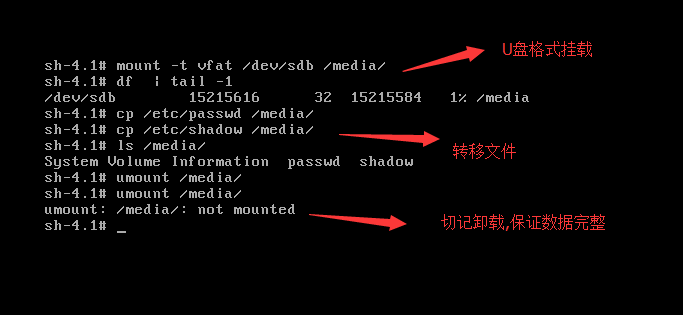 U盘格式挂载
sh-4.1# mount -t vfat /dev/sdb /media/
sh-4.1# df  | tail -1
/dev/sdb        15215616      32  15215584   1% /media
sh-4.1# cp /etc/passwd /media/
sh-4.1# cp /etc/shadow /media/
sh-4.1# ls /media/
转移文件
System Volume Information  passwd  shadow
sh-4.1# umount /media/
sh-4.1# umount /media/
umount: /media/: not mounted
切记卸载,保证数据完整
sh-4.1# _